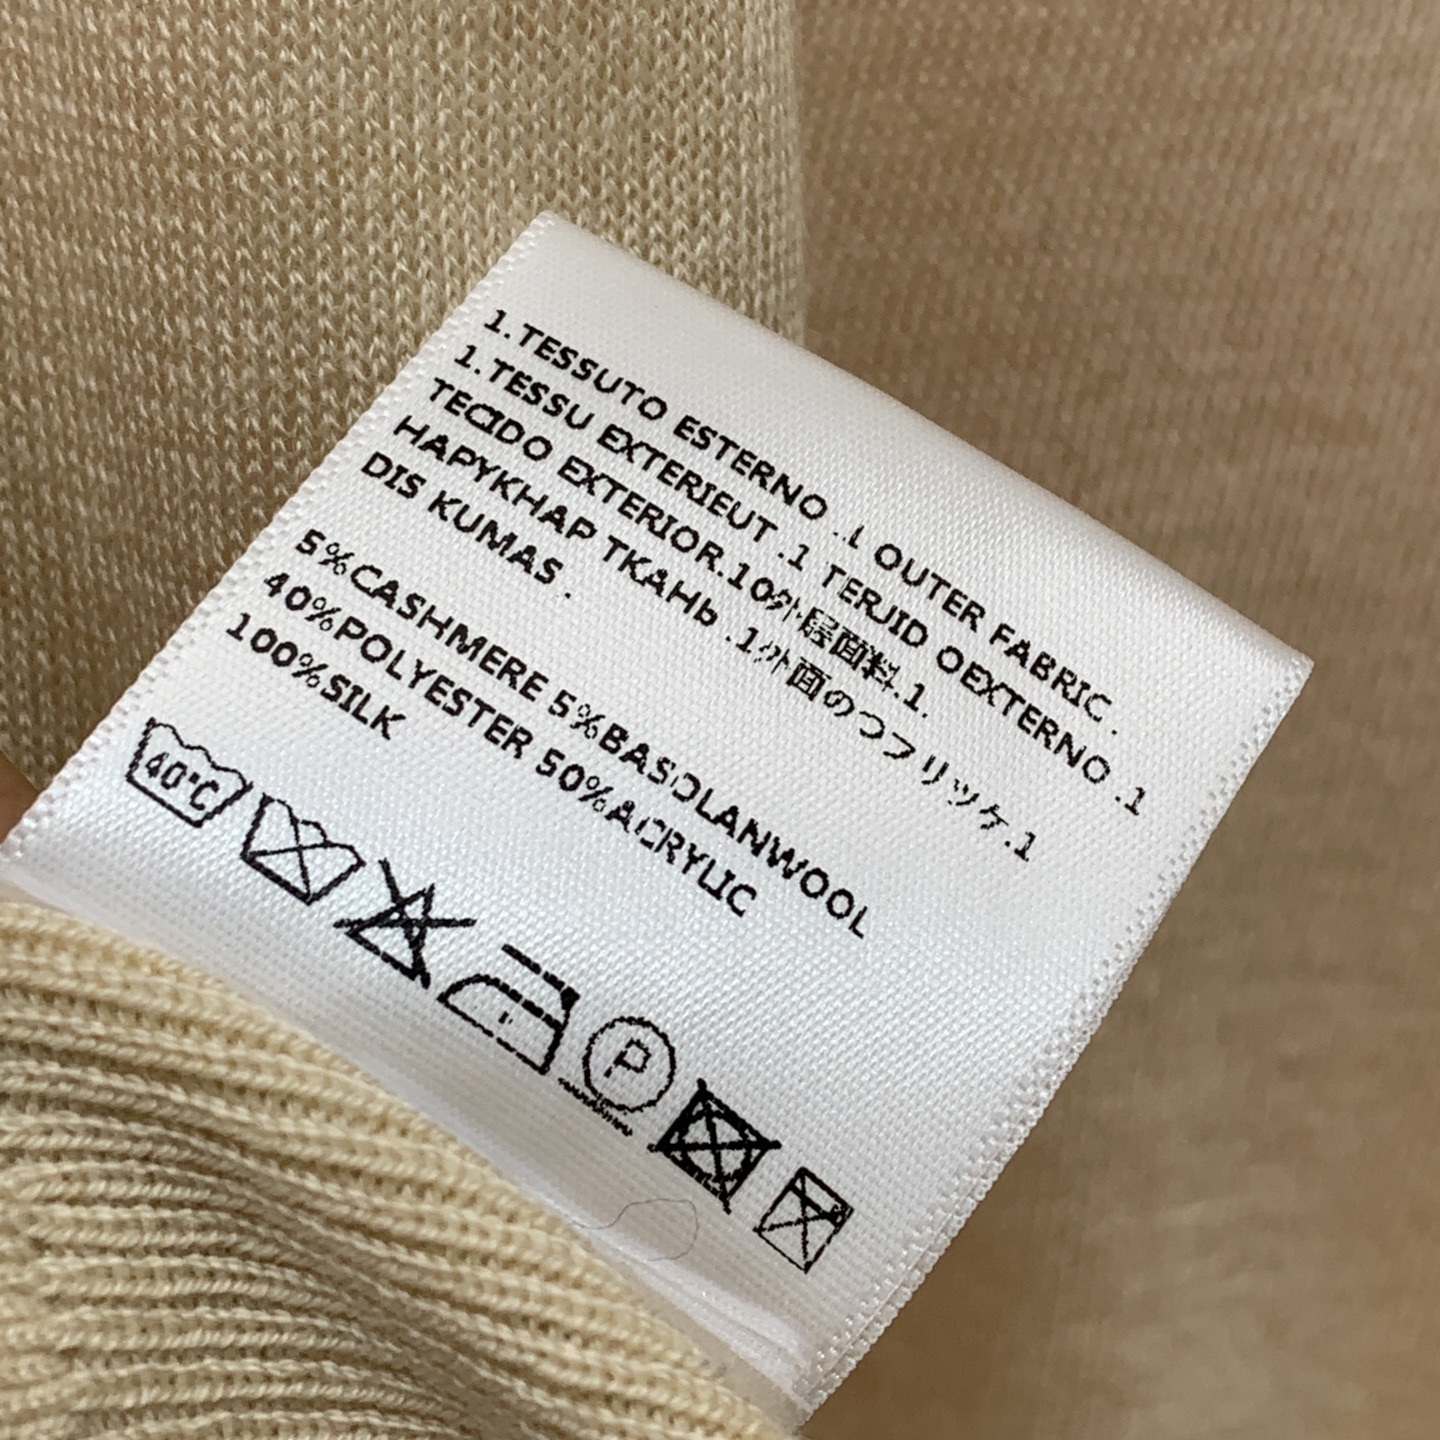 1.TESSUTO ESTERNO .1 OUTER FABRIC .
1.TESSU EXTERIEUT .1 TERJID OEXTERNO .1
TECIDO EXTERIOR.10外层面料.1.
HAPYKHAP TKAHb .1外面のつフリッケ.1
DIS KUMAS .
5%CASHMERE 5%BASOLANWOOL
40%POLYESTER 50%ACRYLIC
100%SILK
40°C
P